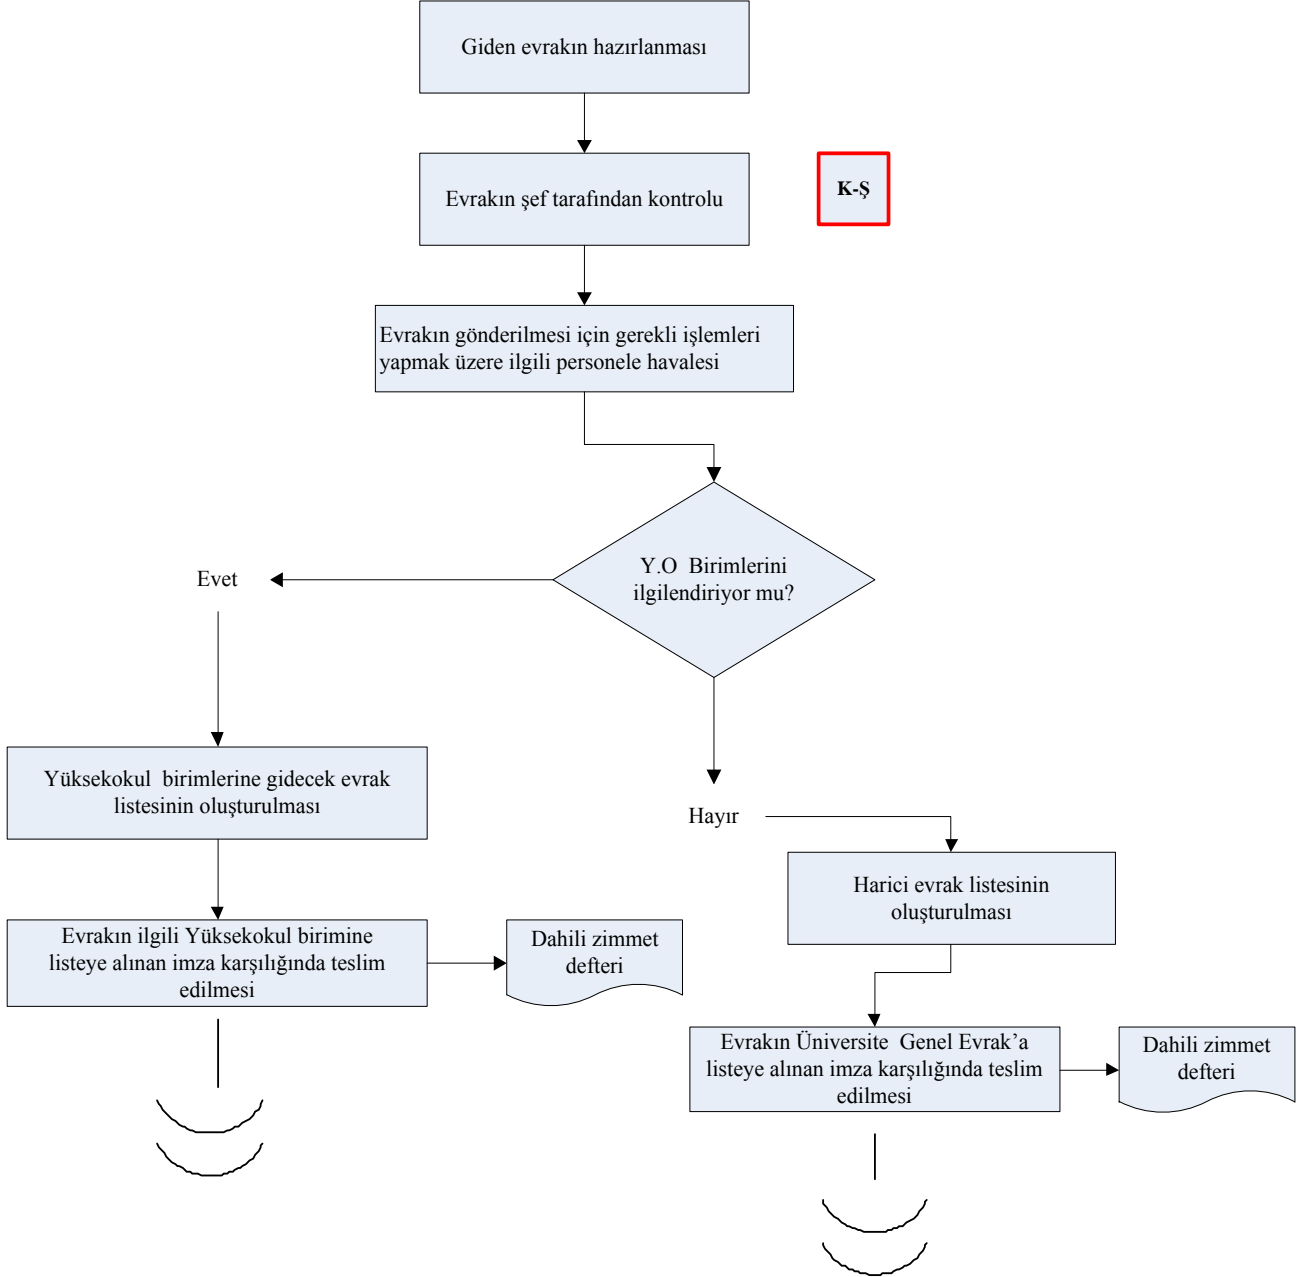 Giden evrakın hazırlanması
Evrakın şef tarafından kontrolu
K-Ş
Evrakın gönderilmesi için gerekli işlemleri
yapmak üzere ilgili personele havalesi
Y.O Birimlerini
ilgilendiriyor mu?
Evet
Yüksekokul birimlerine gidecek evrak
listesinin oluşturulması
Hayır
Harici evrak listesinin
oluşturulması
Evrakın ilgili Yüksekokul birimine
listeye alınan imza karşılığında teslim
edilmesi
Dahili zimmet
defteri
Evrakın Üniversite Genel Evrak’a
listeye alınan imza karşılığında teslim
edilmesi
Dahili zimmet
defteri